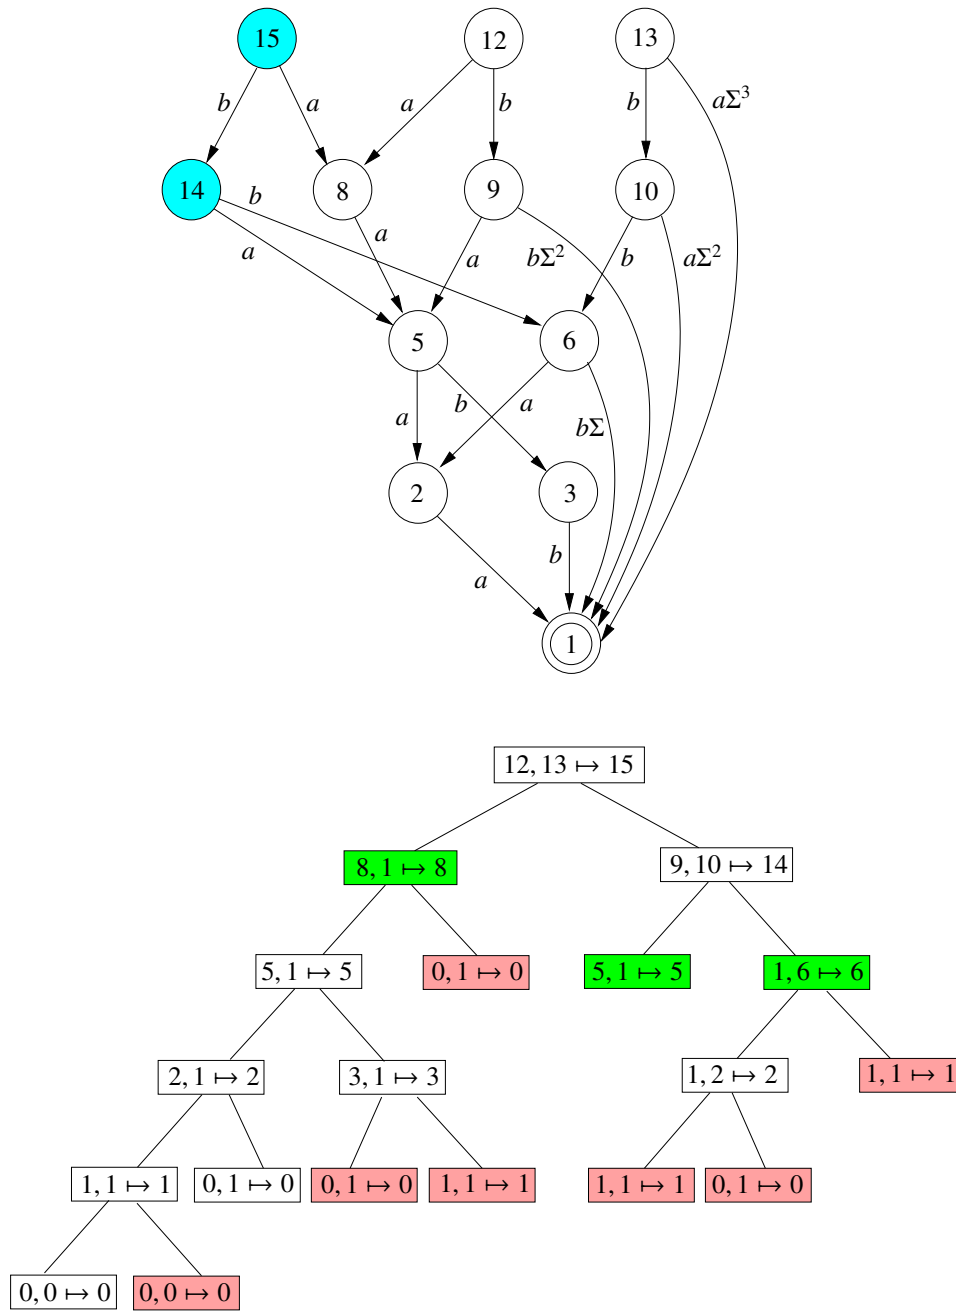 15 12 13
b a a b b aΣ³
14 8 9 10
b a a a bΣ² b aΣ²
5 6
a b a bΣ
2 3
a b
1
12, 13 ↦ 15
8, 1 ↦ 8 9, 10 ↦ 14
5, 1 ↦ 5 0, 1 ↦ 0 5, 1 ↦ 5 1, 6 ↦ 6
2, 1 ↦ 2 3, 1 ↦ 3 1, 2 ↦ 2 1, 1 ↦ 1
1, 1 ↦ 1 0, 1 ↦ 0 0, 1 ↦ 0 1, 1 ↦ 1 1, 1 ↦ 1 0, 1 ↦ 0
0, 0 ↦ 0 0, 0 ↦ 0